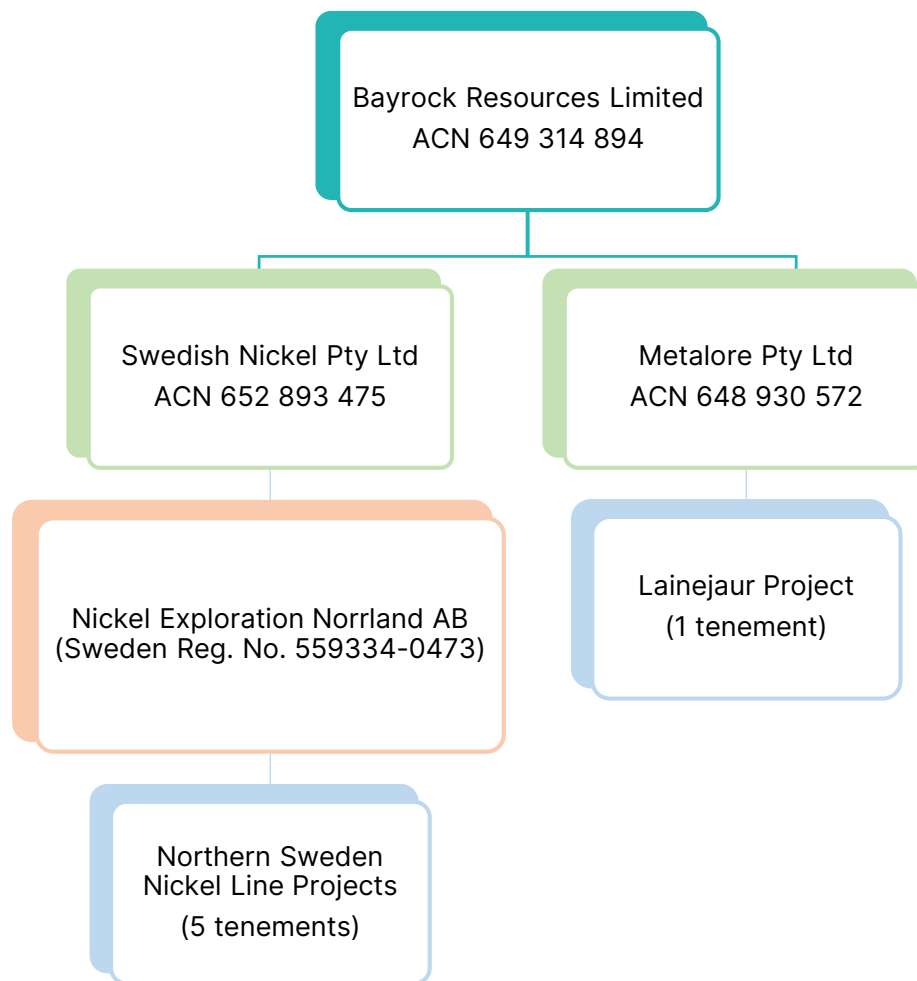 Bayrock Resources Limited
ACN 649 314 894
Swedish Nickel Pty Ltd
ACN 652 893 475
Metalore Pty Ltd
ACN 648 930 572
Nickel Exploration Norrland AB
(Sweden Reg. No. 559334-0473)
Lainejaur Project
(1 tenement)
Northern Sweden
Nickel Line Projects
(5 tenements)